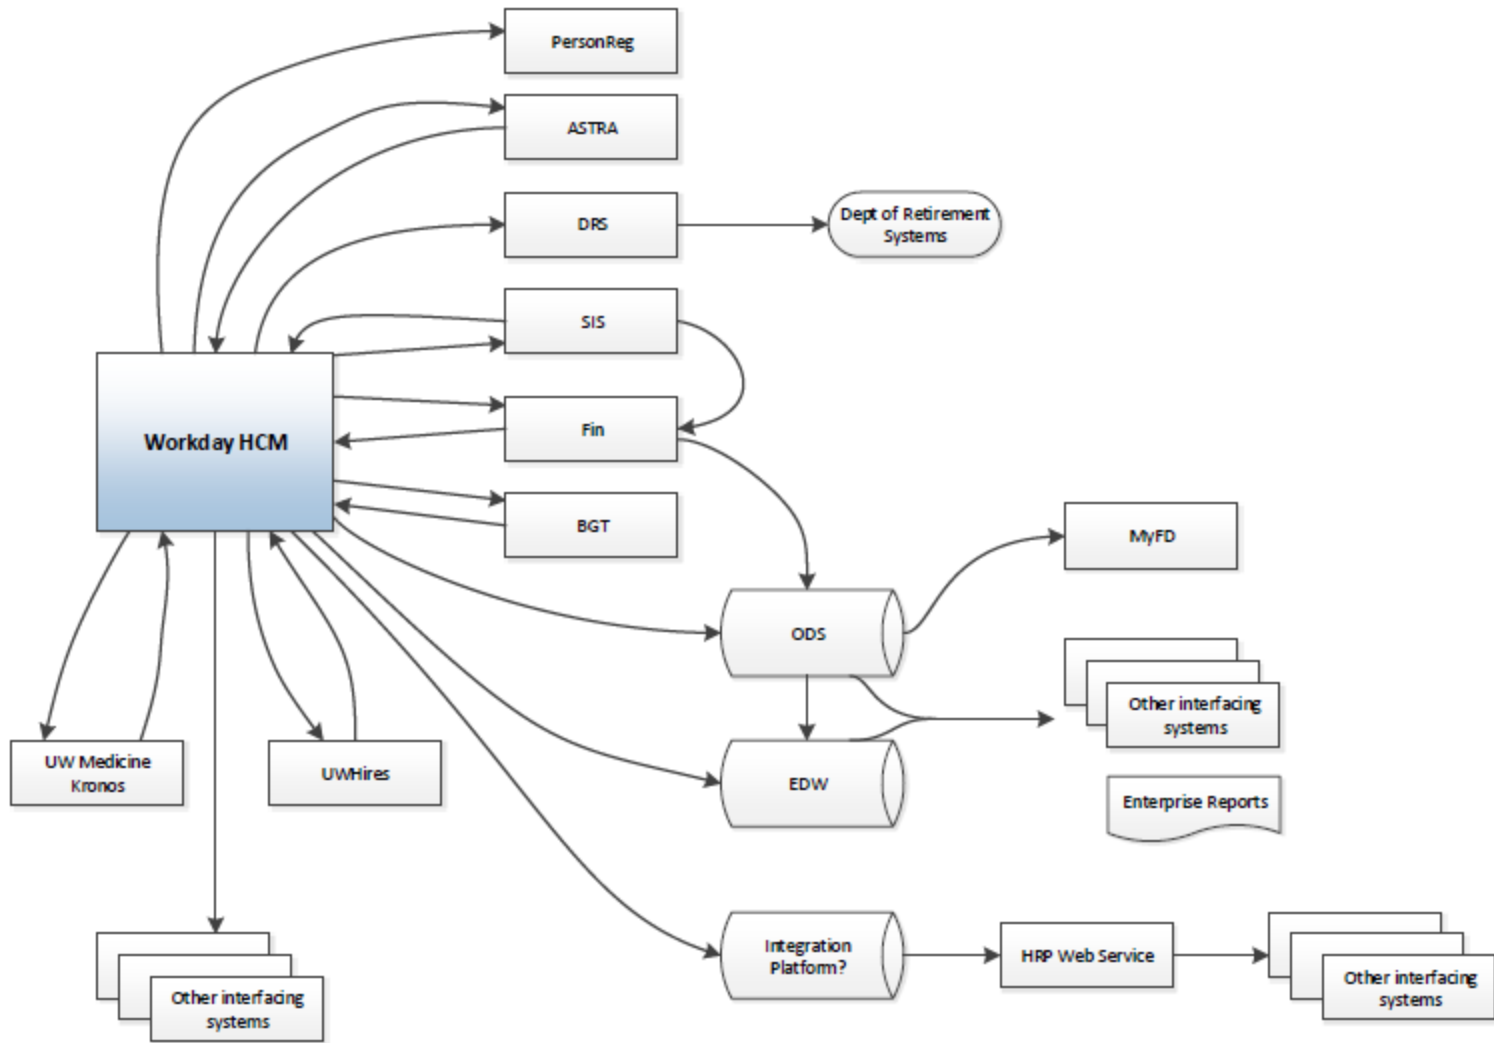 PersonReg
ASTRA
DRS
Dept of Retirement
Systems
SIS
Workday HCM
Fin
BGT
MyFD
ODS
Other interfacing
systems
UW Medicine
Kronos
UWHires
EDW
Enterprise Reports
Integration
Platform?
HRP Web Service
Other interfacing
systems
Other interfacing
systems